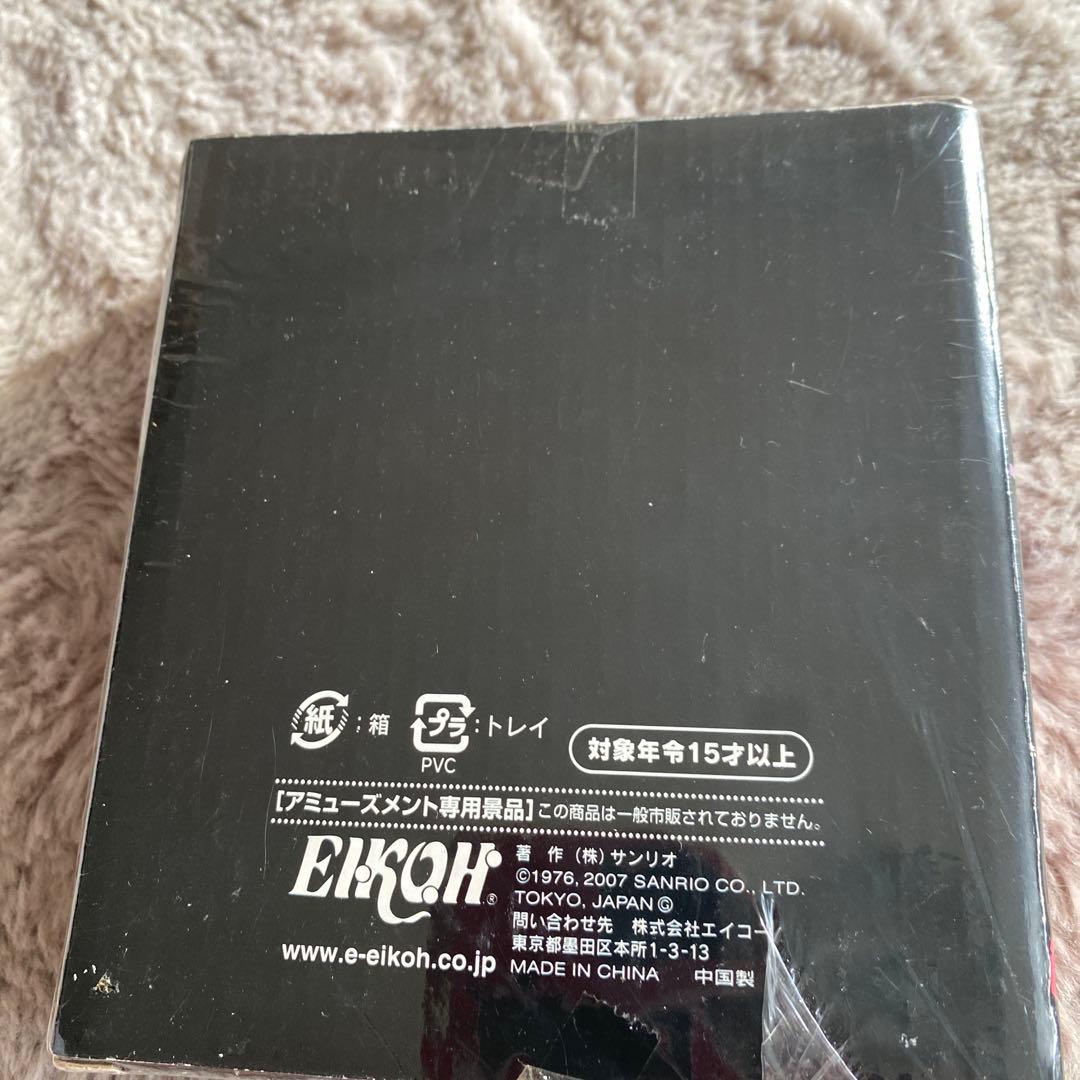 紙:箱 プラ:トレイ
PVC
対象年令15才以上
[アミューズメント専用景品]この商品は一般市販されておりません。
EIKOH®
著 作 (株) サンリオ
©1976, 2007 SANRIO CO., LTD.
TOKYO, JAPAN Ⓖ
問い合わせ先 株式会社エイコー
東京都墨田区本所1-3-13
www.e-eikoh.co.jp
MADE IN CHINA 中国製